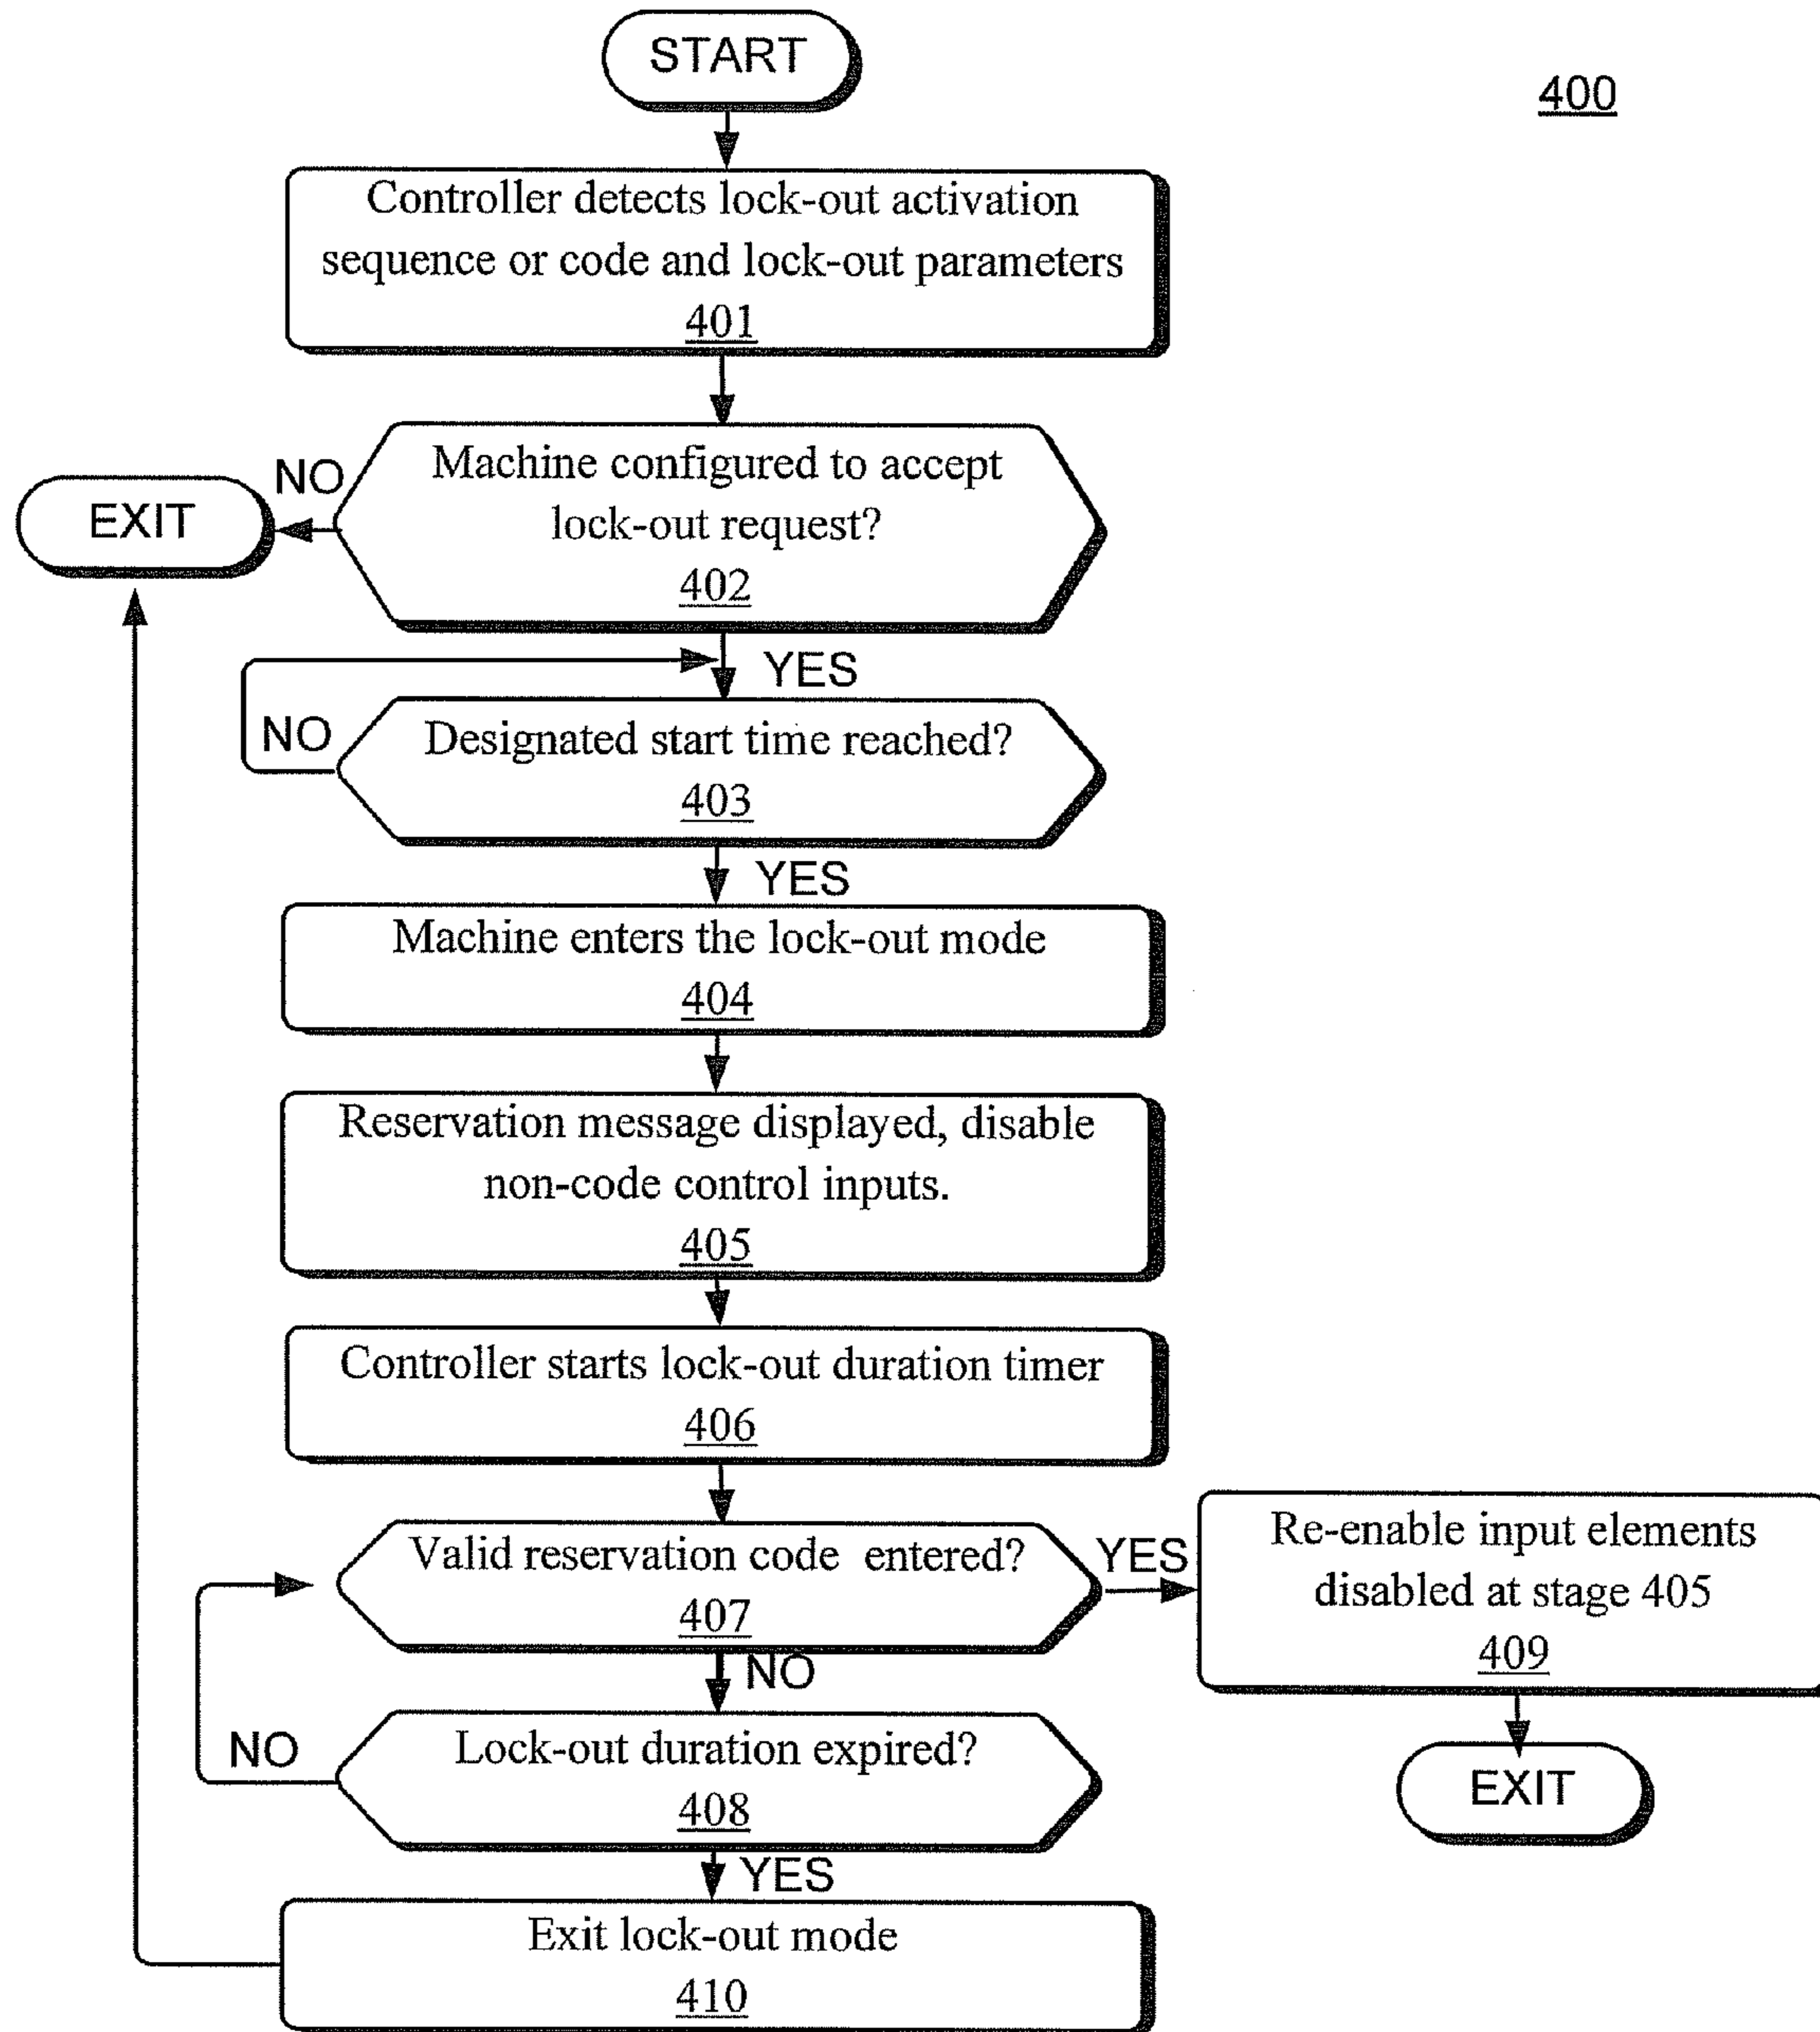 START
400
Controller detects lock-out activation
sequence or code and lock-out parameters
401
Machine configured to accept
lock-out request?
402
NO
EXIT
YES
Designated start time reached?
403
NO
YES
Machine enters the lock-out mode
404
Reservation message displayed, disable
non-code control inputs.
405
Controller starts lock-out duration timer
406
Valid reservation code entered?
407
YES
Re-enable input elements
disabled at stage 405
409
NO
Lock-out duration expired?
408
NO
EXIT
YES
Exit lock-out mode
410